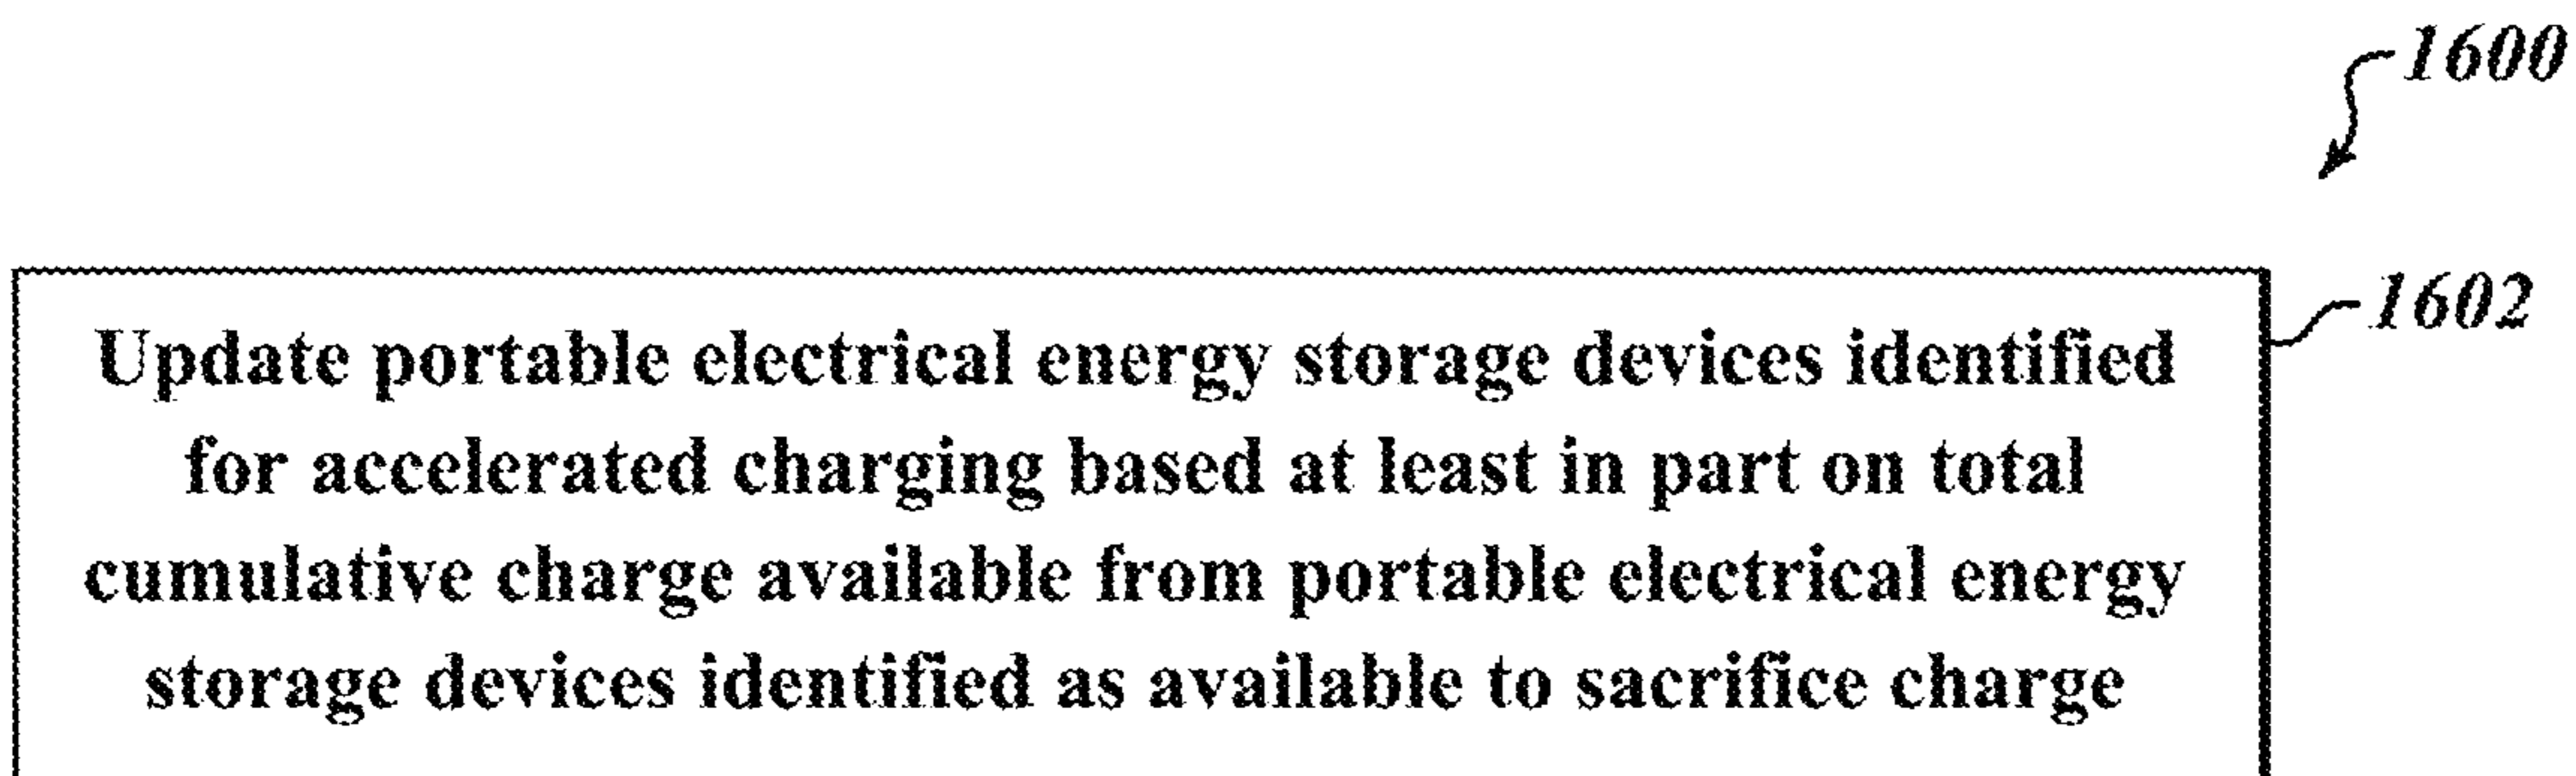 1600
1602
Update portable electrical energy storage devices identified
for accelerated charging based at least in part on total
cumulative charge available from portable electrical energy
storage devices identified as available to sacrifice charge